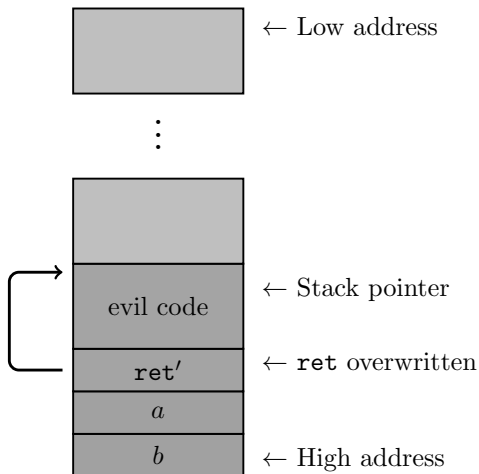 ← Low address
⋮
evil code
← Stack pointer
ret′
← ret overwritten
a
b
← High address